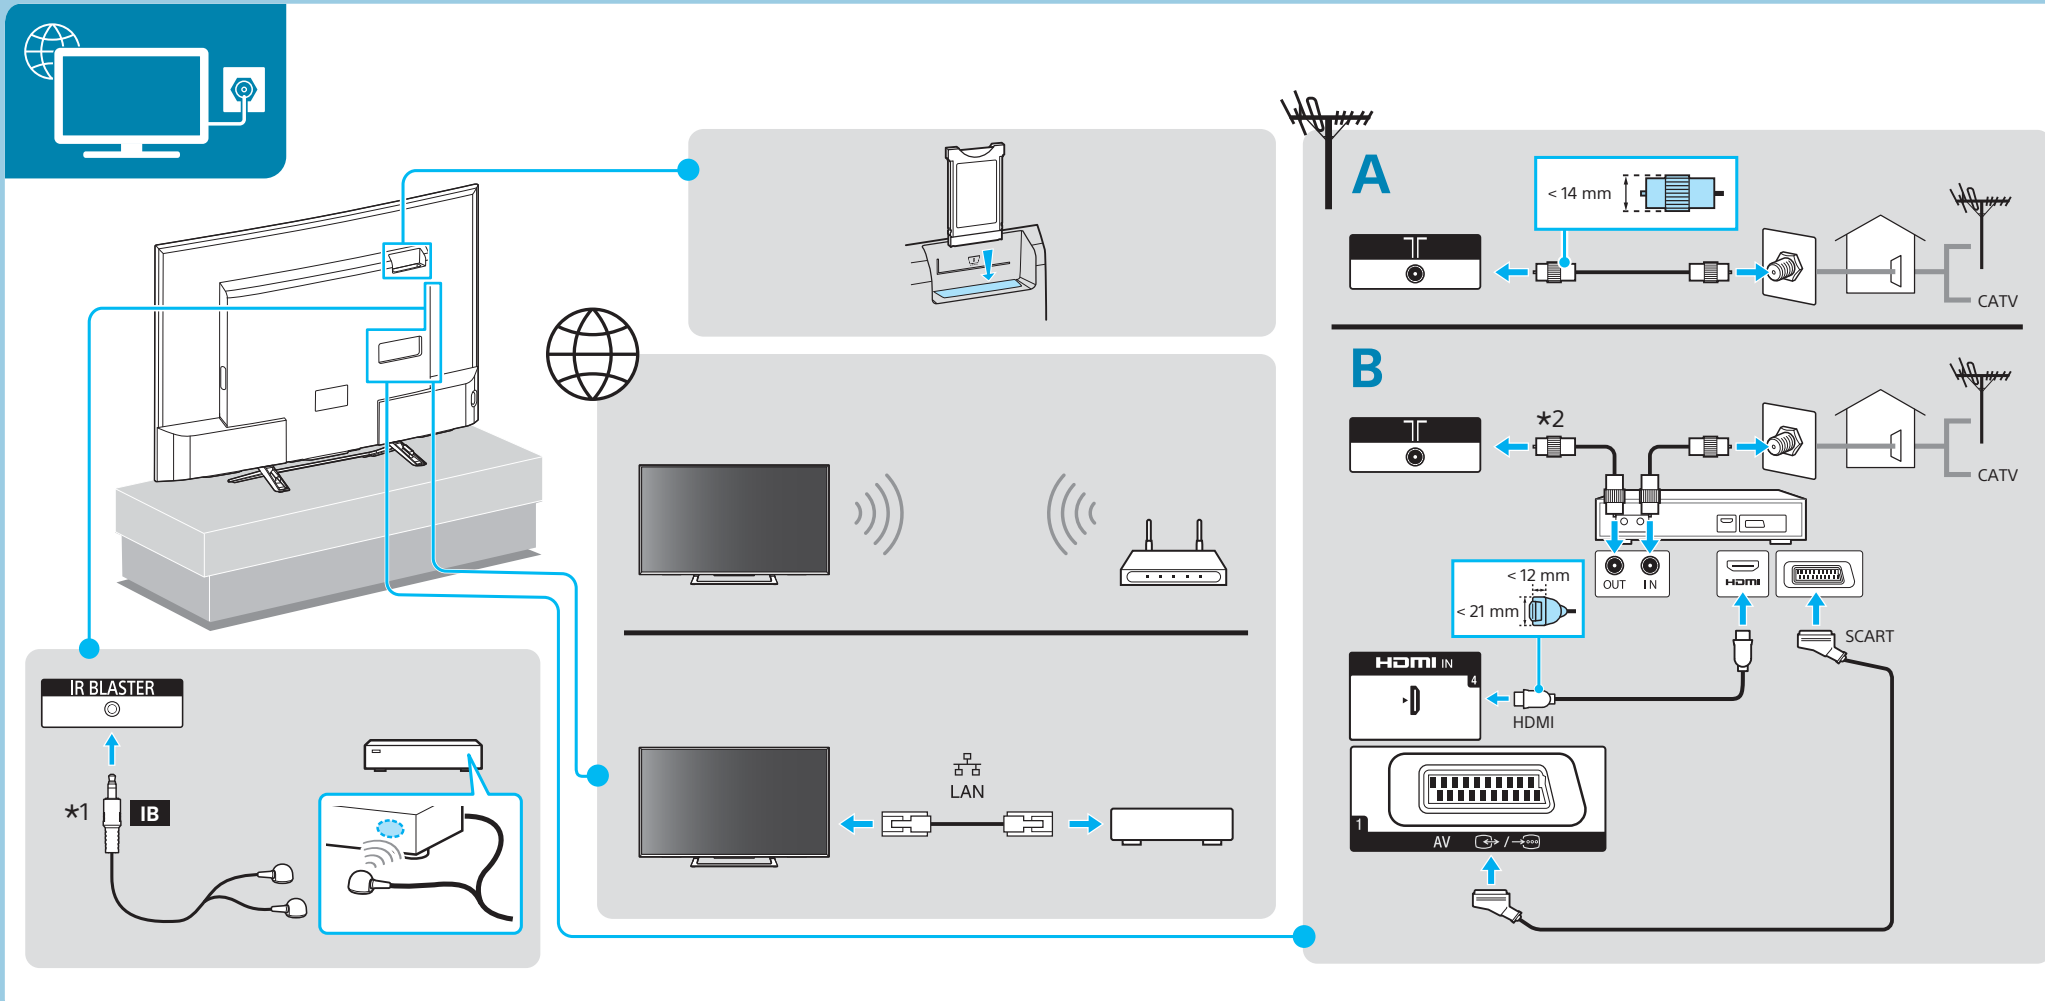 A
< 14 mm
CATV
B
*2
CATV
OUT IN
HDMI
< 12 mm
< 21 mm
SCART
HDMI IN
4
HDMI
1
AV
/
IR BLASTER
*1
IB
LAN